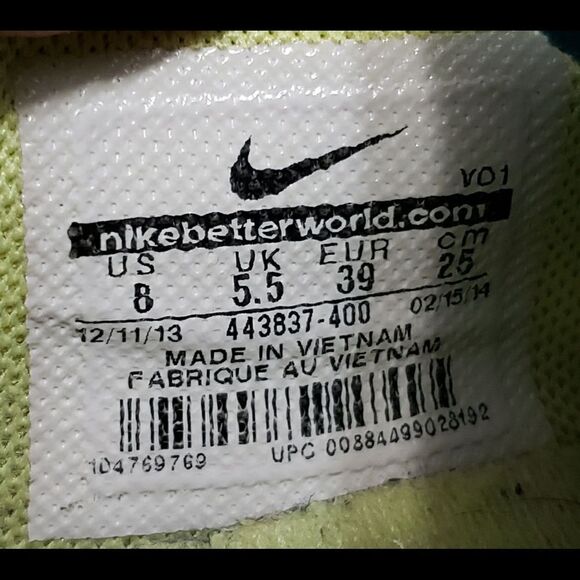 VO1
nikebetterworld.com
US UK EUR cm
8 5.5 39 25
12/11/13 443837-400 02/15/14
MADE IN VIETNAM
FABRIQUE AU VIETNAM
104769769 UPC 00884499028192